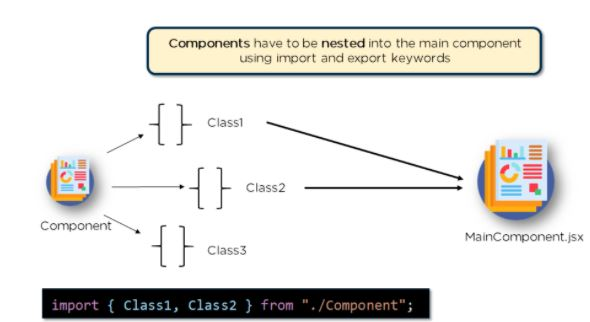 Components have to be nested into the main component
using import and export keywords
Class1
Class2
Component
Class3
MainComponent.jsx
import { Class1, Class2 } from "./Component";